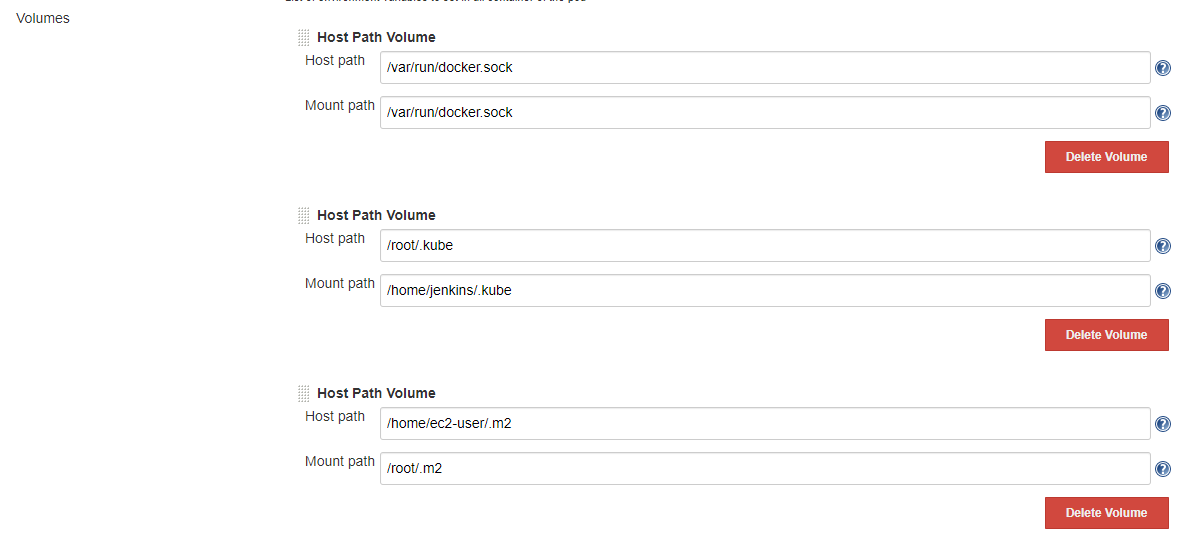 Volumes
Host Path Volume
Host path /var/run/docker.sock
Mount path /var/run/docker.sock
Delete Volume
Host Path Volume
Host path /root/.kube
Mount path /home/jenkins/.kube
Delete Volume
Host Path Volume
Host path /home/ec2-user/.m2
Mount path /root/.m2
Delete Volume